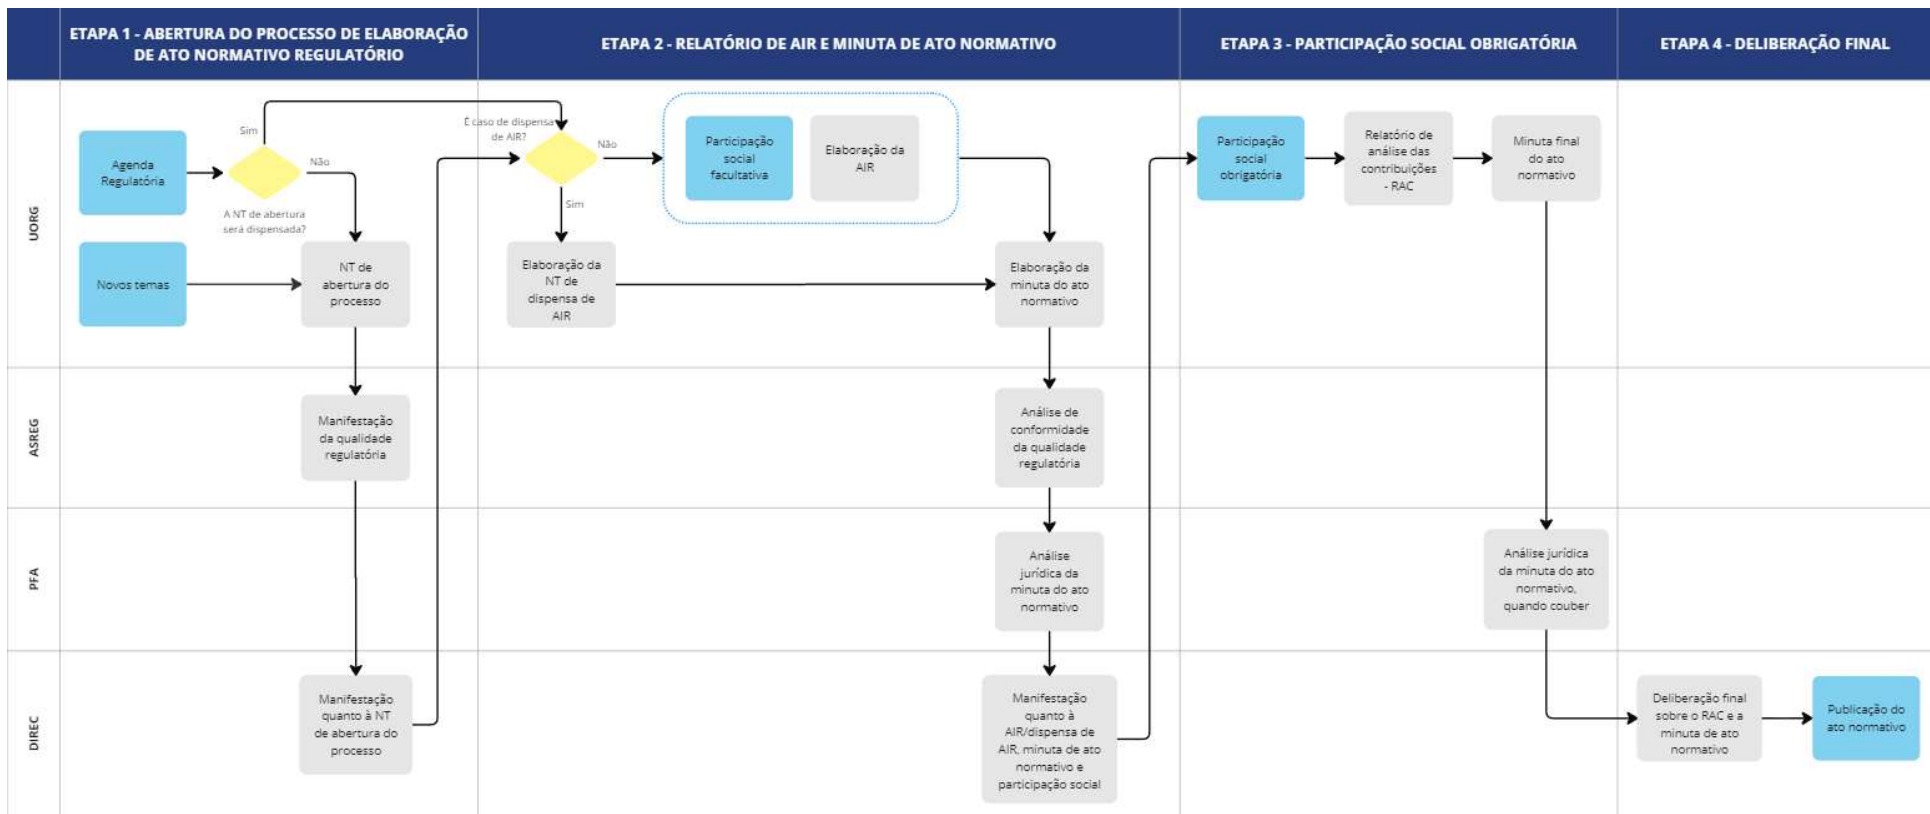 ETAPA 1 - ABERTURA DO PROCESSO DE ELABORAÇÃO
DE ATO NORMATIVO REGULATÓRIO
ETAPA 2 - RELATÓRIO DE AIR E MINUTA DE ATO NORMATIVO
ETAPA 3 - PARTICIPAÇÃO SOCIAL OBRIGATÓRIA
ETAPA 4 - DELIBERAÇÃO FINAL
UORG
Agenda
Regulatória
Sim
Não
A NT de abertura
será dispensada?
Novos temas
NT de
abertura do
processo
É caso de dispensa
de AIR?
Não
Sim
Participação
social
facultativa
Elaboração da
AIR
Elaboração da
NT de
dispensa de
AIR
Elaboração da
minuta do ato
normativo
Participação
social
obrigatória
Relatório de
análise das
contribuições
- RAC
Minuta final
do ato
normativo
ASREG
Manifestação
da qualidade
regulatória
Análise de
conformidade
da qualidade
regulatória
PFA
Análise
jurídica da
minuta do ato
normativo
Análise jurídica
da minuta do ato
normativo,
quando couber
DIREC
Manifestação
quanto à NT
de abertura do
processo
Manifestação
quanto à
AIR/dispensa de
AIR, minuta de ato
normativo e
participação social
Deliberação final
sobre o RAC e a
minuta de ato
normativo
Publicação do
ato normativo